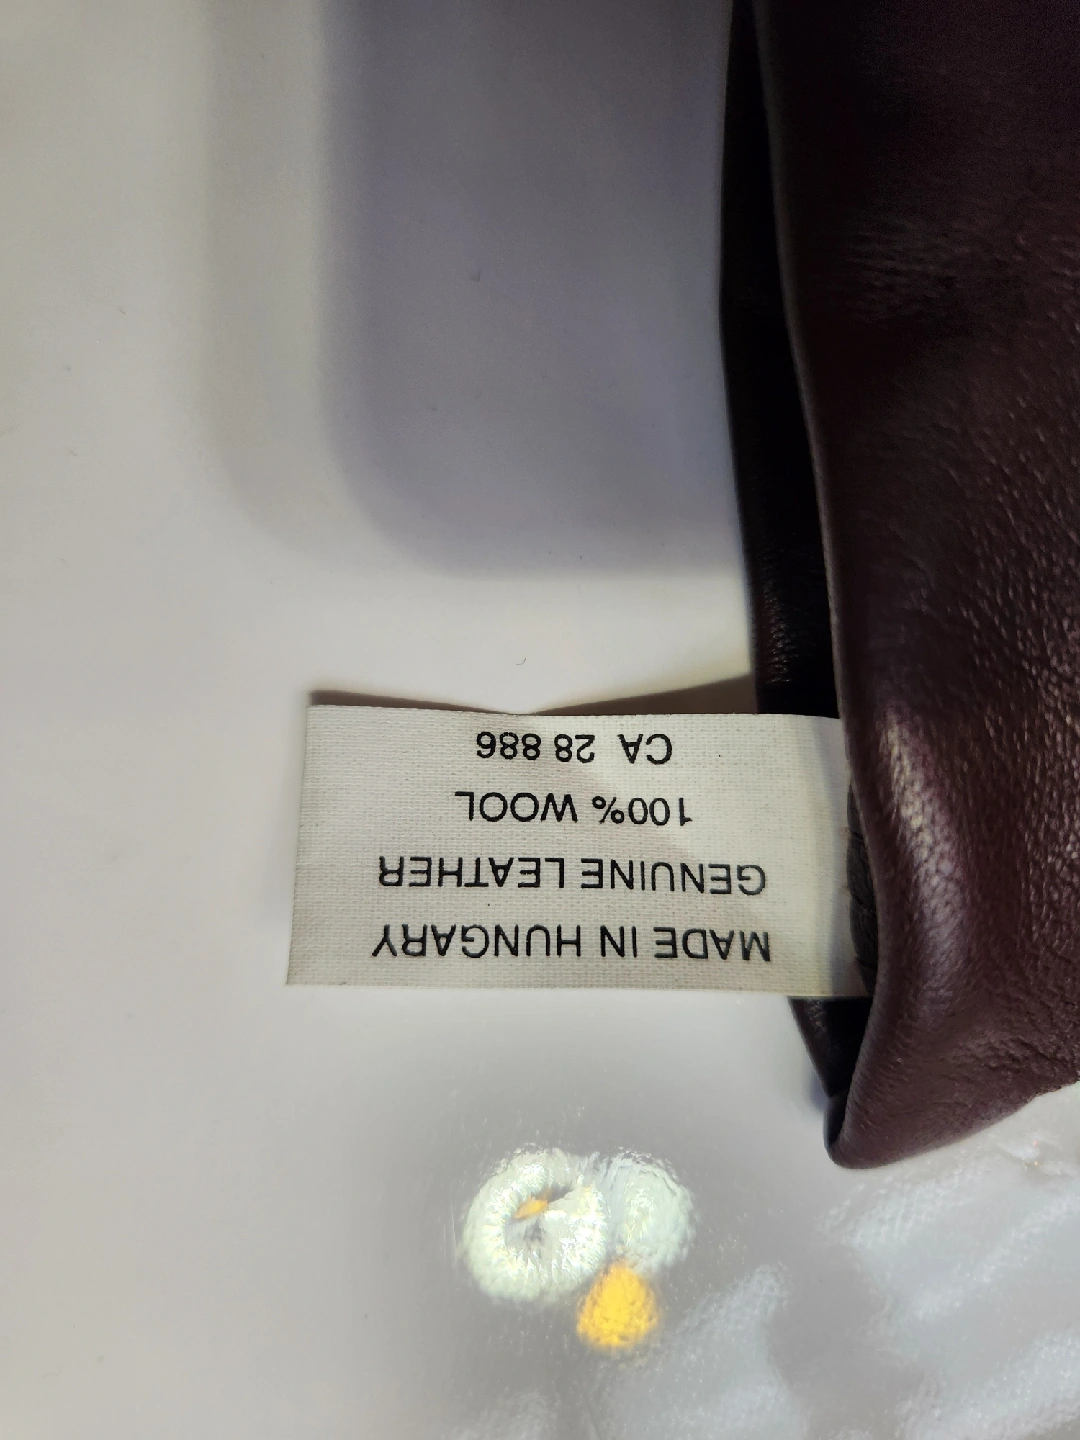 MADE IN HUNGARY
GENUINE LEATHER
100% WOOL
CA 28 886